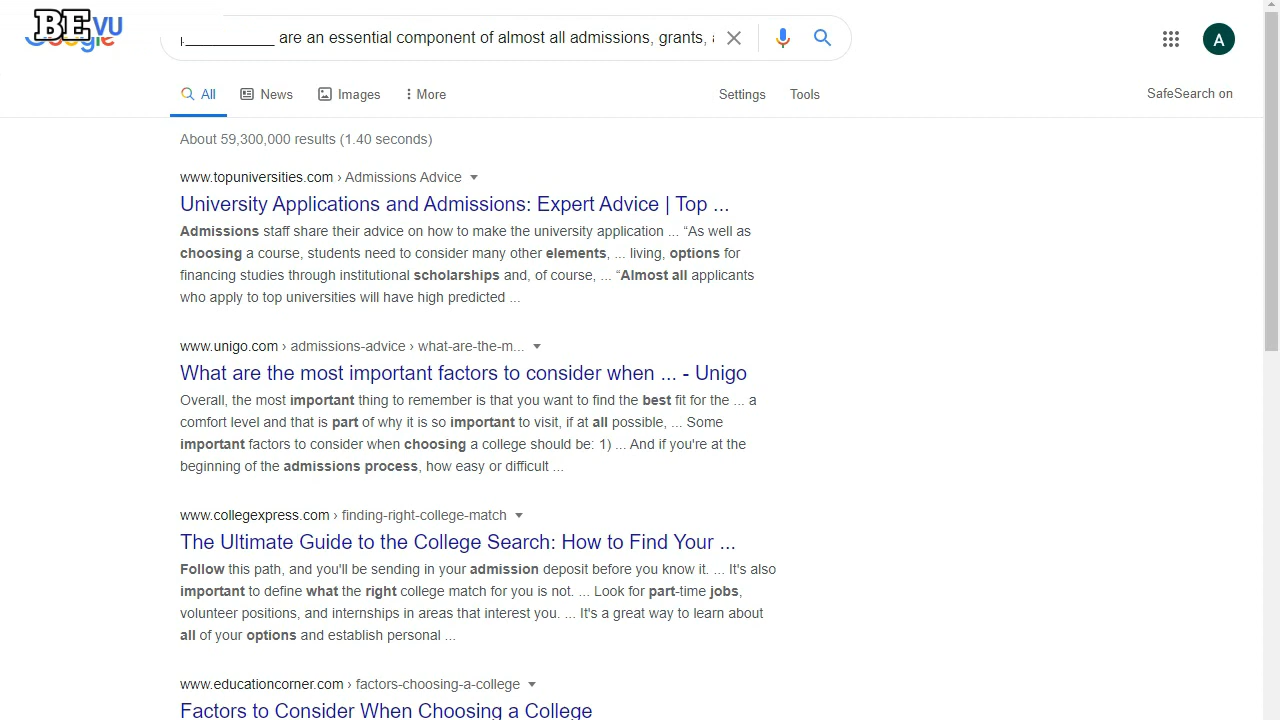 BE VU
____________ are an essential component of almost all admissions, grants,
A
All
News
Images
More
Settings
Tools
SafeSearch on
About 59,300,000 results (1.40 seconds)
www.topuniversities.com › Admissions Advice
University Applications and Admissions: Expert Advice | Top ...
Admissions staff share their advice on how to make the university application ... “As well as
choosing a course, students need to consider many other elements, ... living, options for
financing studies through institutional scholarships and, of course, ... “Almost all applicants
who apply to top universities will have high predicted ...
www.unigo.com › admissions-advice › what-are-the-m...
What are the most important factors to consider when ... - Unigo
Overall, the most important thing to remember is that you want to find the best fit for the ... a
comfort level and that is part of why it is so important to visit, if at all possible, ... Some
important factors to consider when choosing a college should be: 1) ... And if you're at the
beginning of the admissions process, how easy or difficult ...
www.collegexpress.com › finding-right-college-match
The Ultimate Guide to the College Search: How to Find Your ...
Follow this path, and you'll be sending in your admission deposit before you know it. ... It's also
important to define what the right college match for you is not. ... Look for part-time jobs,
volunteer positions, and internships in areas that interest you. ... It's a great way to learn about
all of your options and establish personal ...
www.educationcorner.com › factors-choosing-a-college
Factors to Consider When Choosing a College